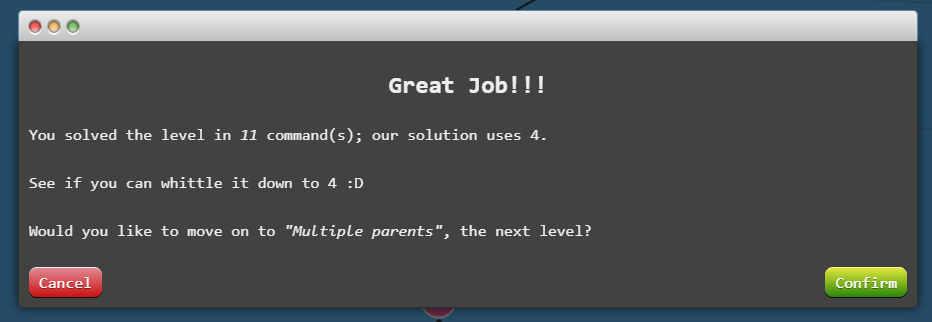 Great Job!!!
You solved the level in 11 command(s); our solution uses 4.
See if you can whittle it down to 4 :D
Would you like to move on to "Multiple parents", the next level?
Cancel
Confirm